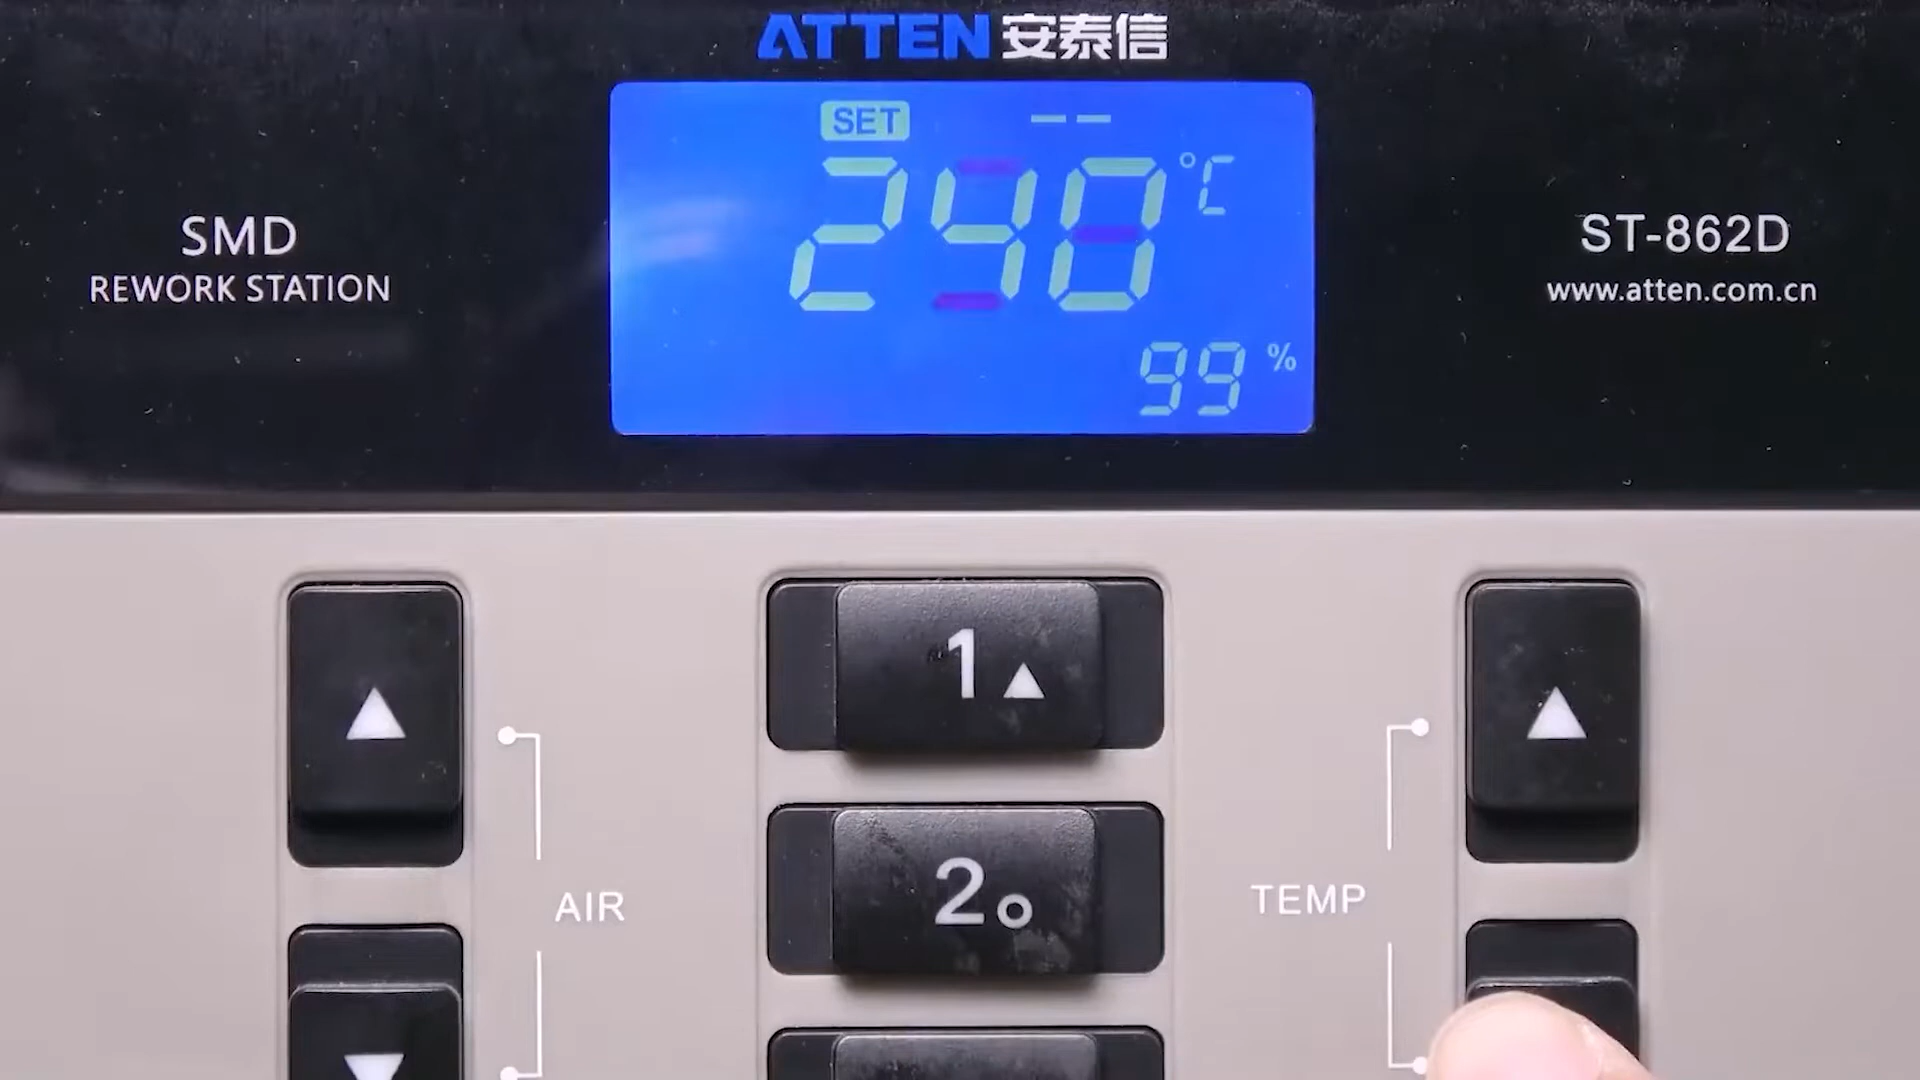 ATTEN 安泰信
SET --
240 °C
99 %
SMD
REWORK STATION
ST-862D
www.atten.com.cn
1
2
AIR
TEMP